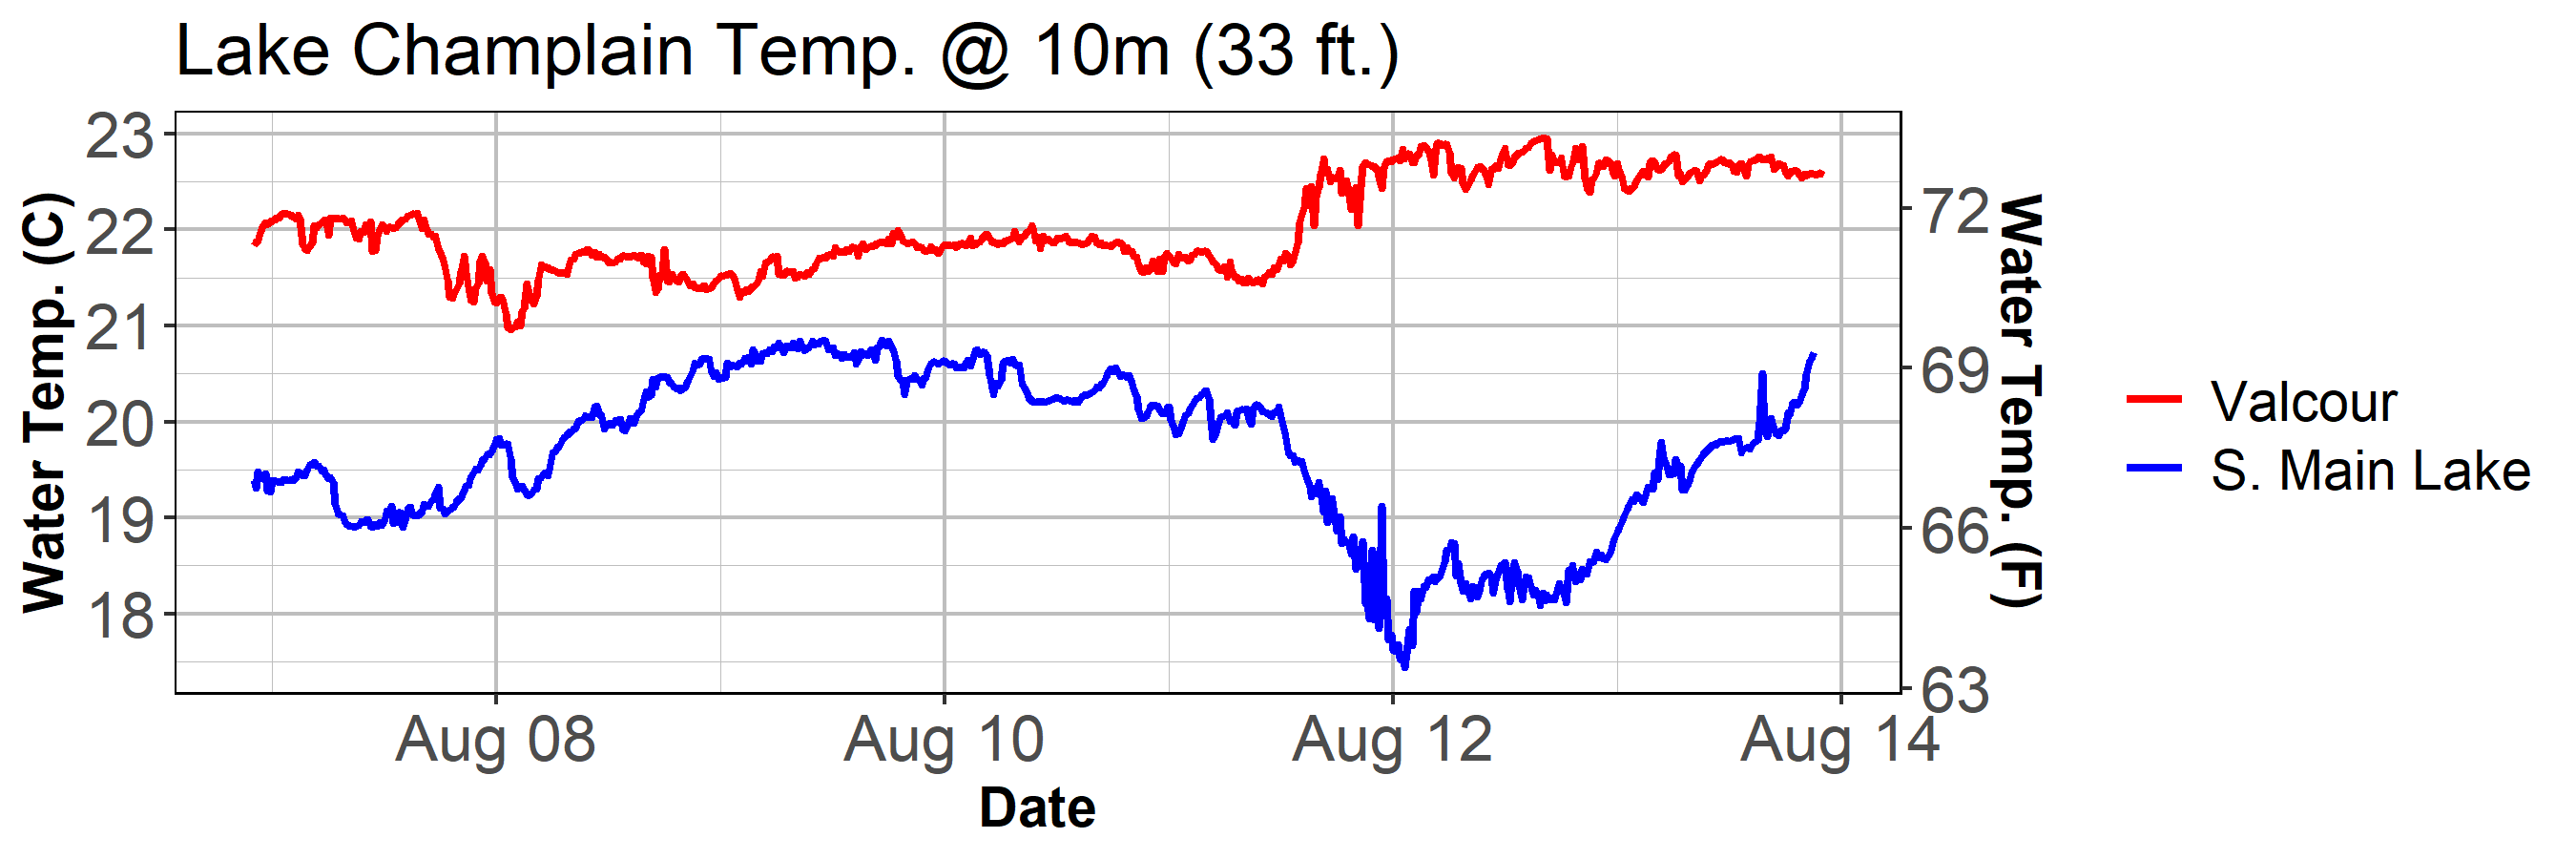 Lake Champlain Temp. @ 10m (33 ft.)
Water Temp. (C)
23
22
21
20
19
18
72
69
66
63
Water Temp. (F)
Aug 08
Aug 10
Aug 12
Aug 14
Date
Valcour
S. Main Lake